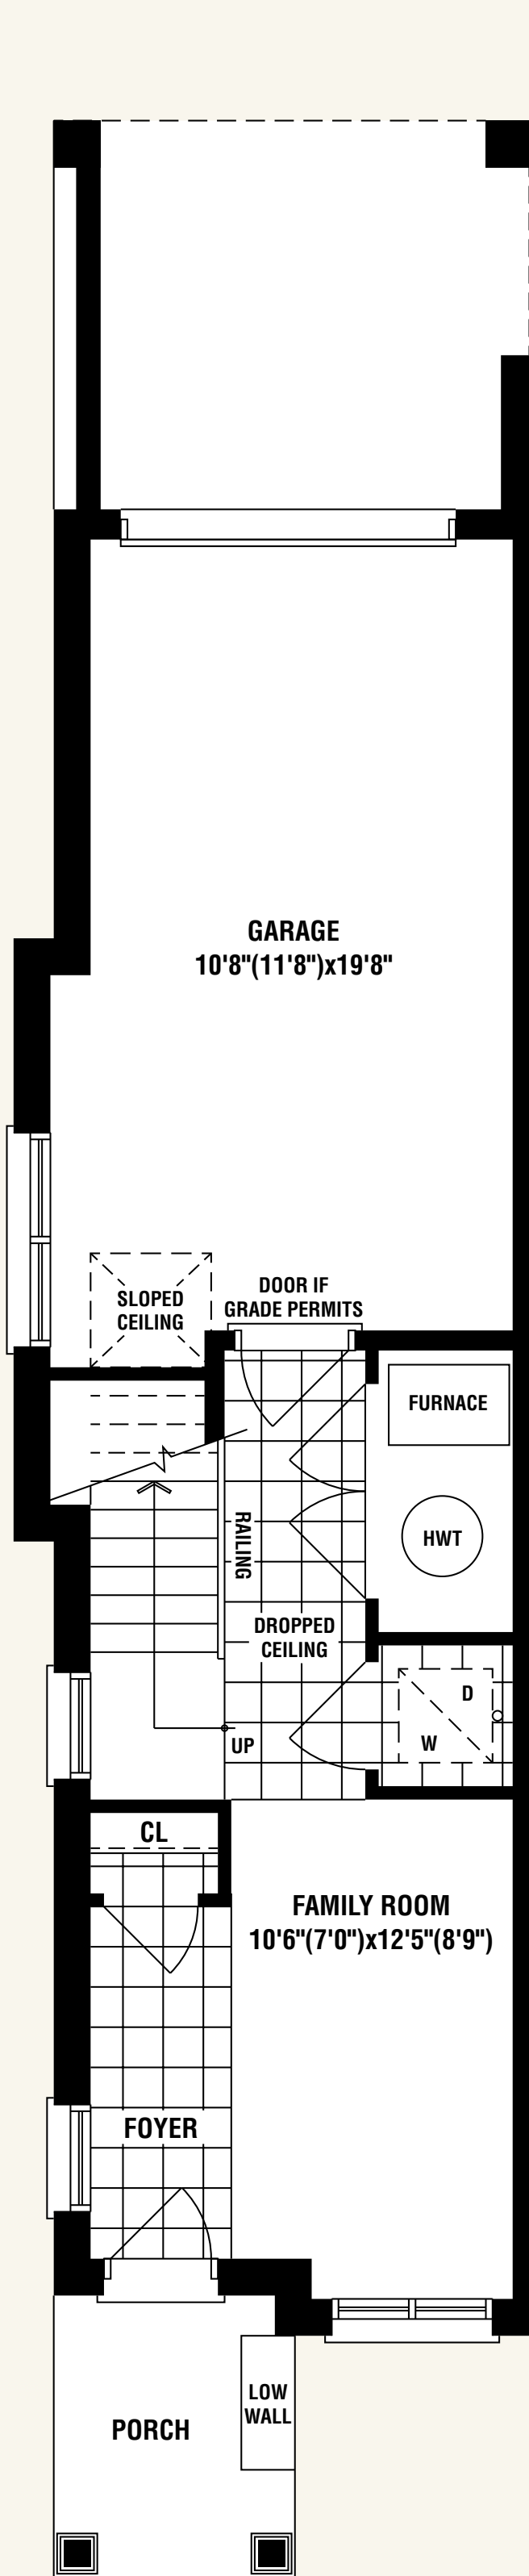 GARAGE
10'8"(11'8")x19'8"
SLOPED
CEILING
DOOR IF
GRADE PERMITS
FURNACE
RAILING
HWT
DROPPED
CEILING
D
W
UP
CL
FAMILY ROOM
10'6"(7'0")x12'5"(8'9")
FOYER
LOW
WALL
PORCH